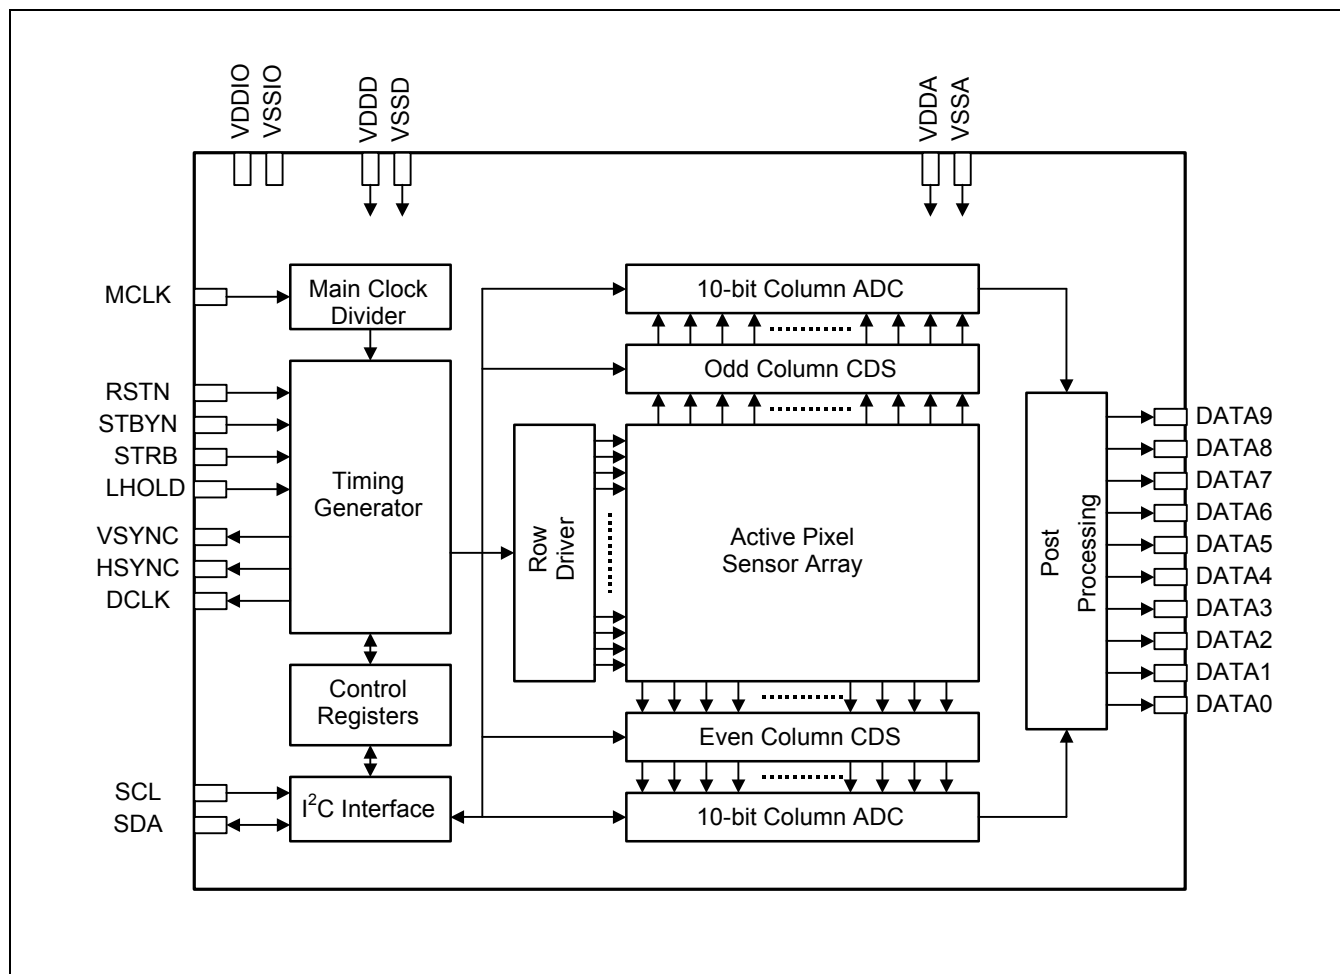 VDDIO
VSSIO
VDDD
VSSD
VDDA
VSSA
MCLK
Main Clock
Divider
10-bit Column ADC
Odd Column CDS
RSTN
STBYN
STRB
LHOLD
VSYNC
HSYNC
DCLK
Timing
Generator
Row
Driver
Active Pixel
Sensor Array
Post
Processing
DATA9
DATA8
DATA7
DATA6
DATA5
DATA4
DATA3
DATA2
DATA1
DATA0
Control
Registers
Even Column CDS
SCL
SDA
I²C Interface
10-bit Column ADC